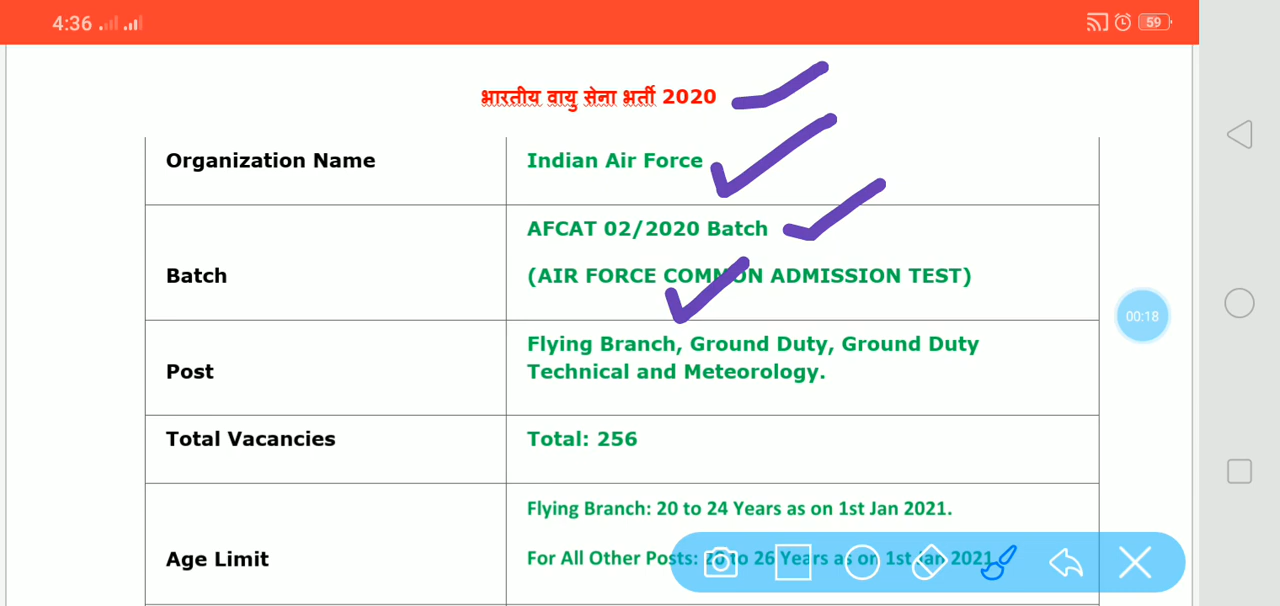 4:36
59
भारतीय वायु सेना भर्ती 2020
Organization Name
Indian Air Force
Batch
AFCAT 02/2020 Batch
(AIR FORCE COMMON ADMISSION TEST)
Post
Flying Branch, Ground Duty, Ground Duty
Technical and Meteorology.
Total Vacancies
Total: 256
Age Limit
Flying Branch: 20 to 24 Years as on 1st Jan 2021.
For All Other Posts: 20 to 26 Years as on 1st Jan 2021.
00:18